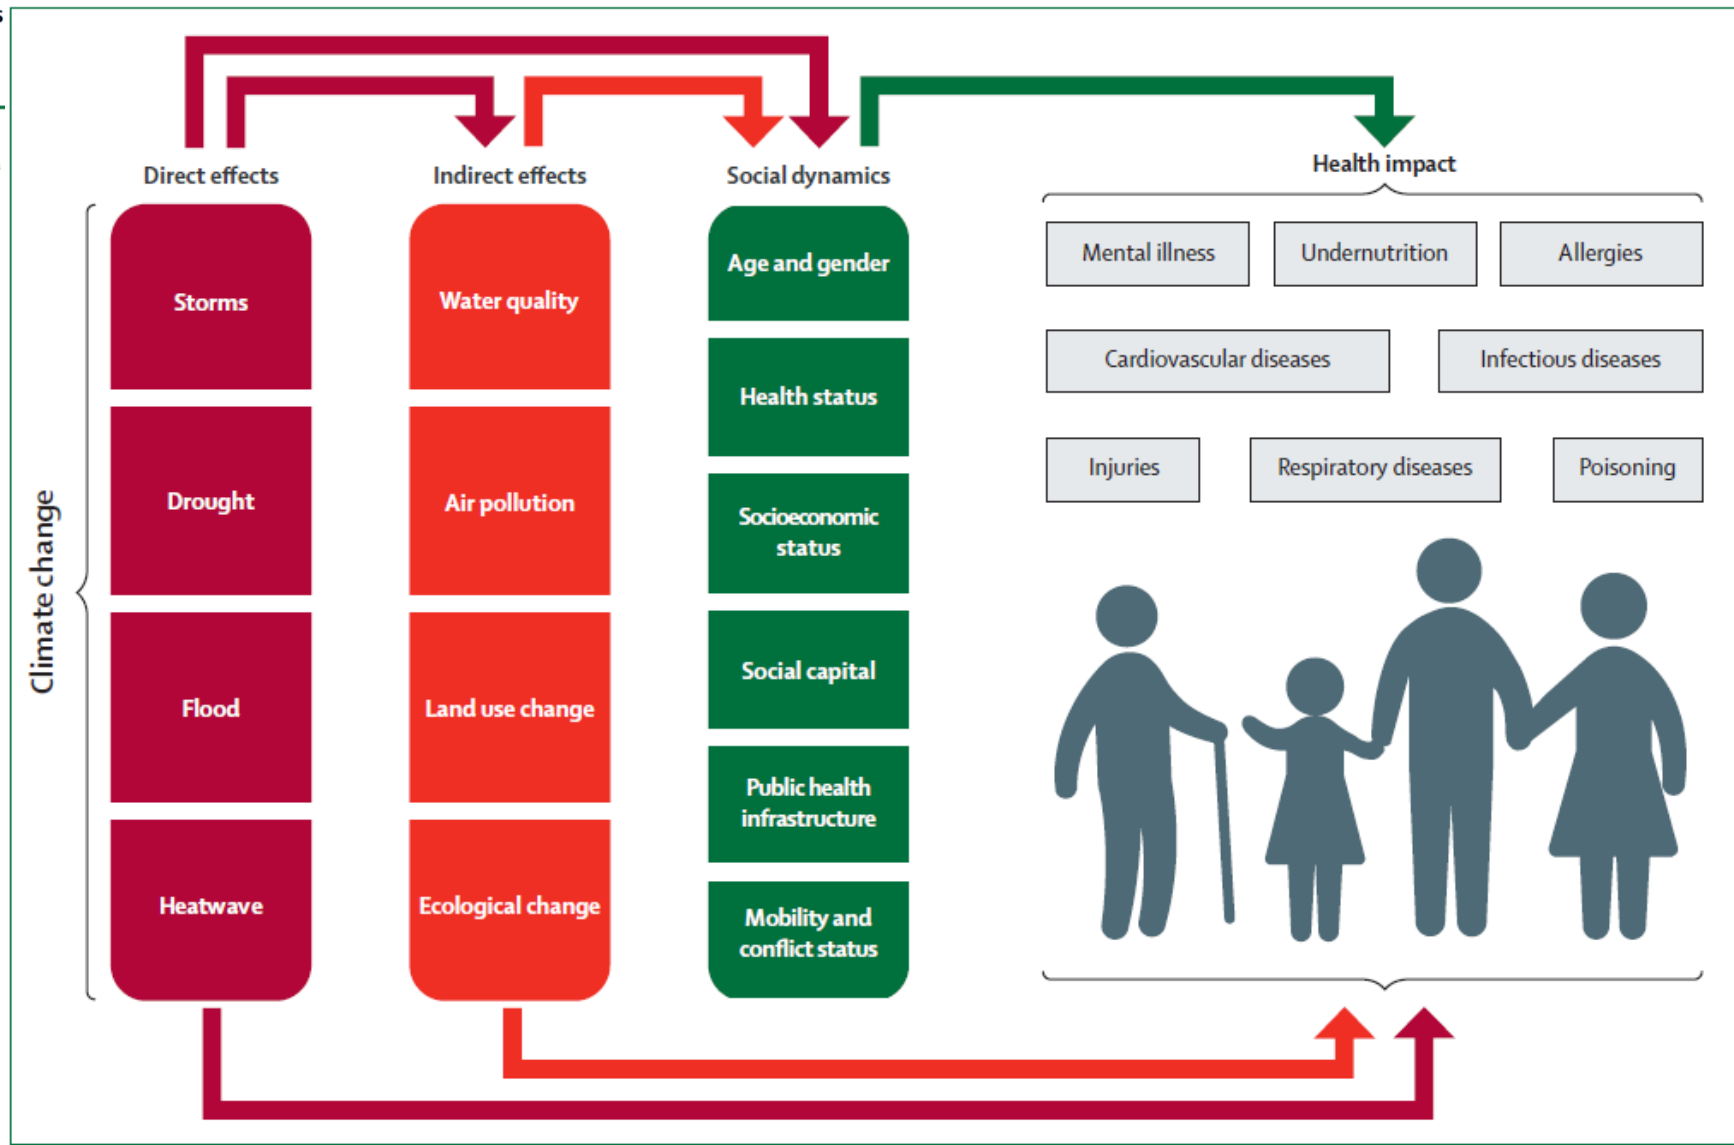 s
Direct effects
Indirect effects
Social dynamics
Health impact
Climate change
Storms
Drought
Flood
Heatwave
Water quality
Air pollution
Land use change
Ecological change
Age and gender
Health status
Socioeconomic
status
Social capital
Public health
infrastructure
Mobility and
conflict status
Mental illness
Undernutrition
Allergies
Cardiovascular diseases
Infectious diseases
Injuries
Respiratory diseases
Poisoning